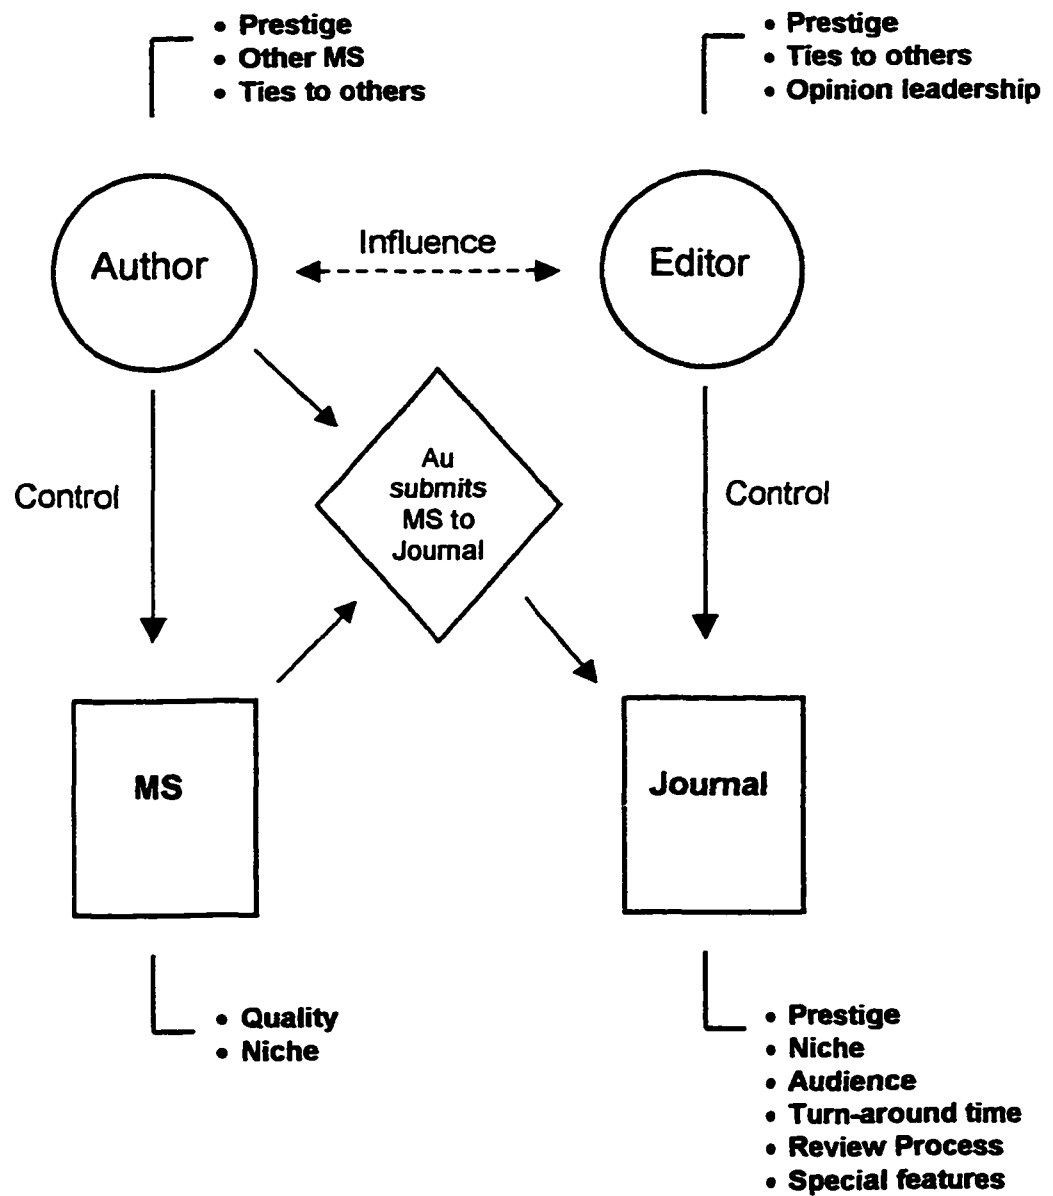 • Prestige
• Other MS
• Ties to others
• Prestige
• Ties to others
• Opinion leadership
Author
Influence
Editor
Control
Au
submits
MS to
Journal
Control
MS
Journal
• Quality
• Niche
• Prestige
• Niche
• Audience
• Turn-around time
• Review Process
• Special features